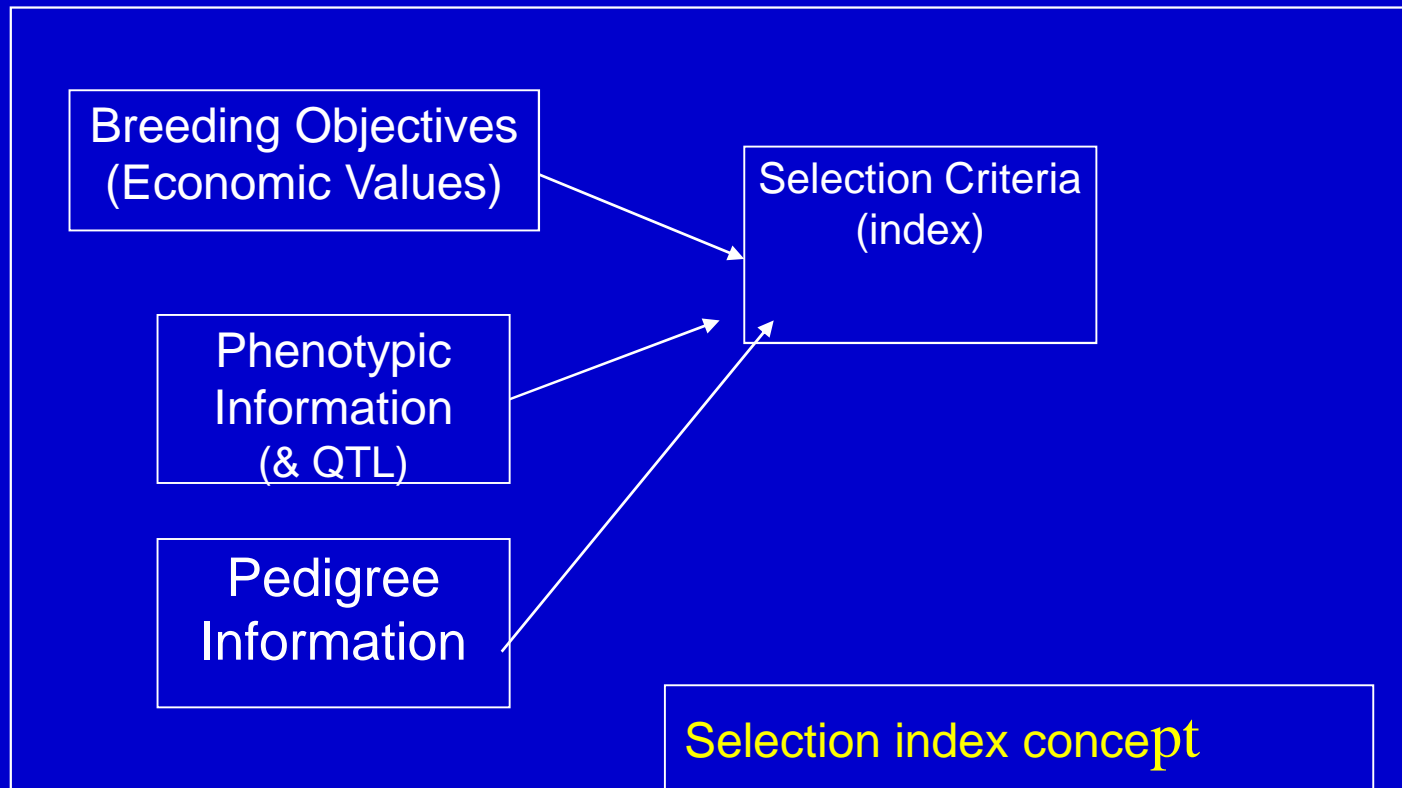 Breeding Objectives
(Economic Values)
Selection Criteria
(index)
Phenotypic
Information
(& QTL)
Pedigree
Information
Selection index concept